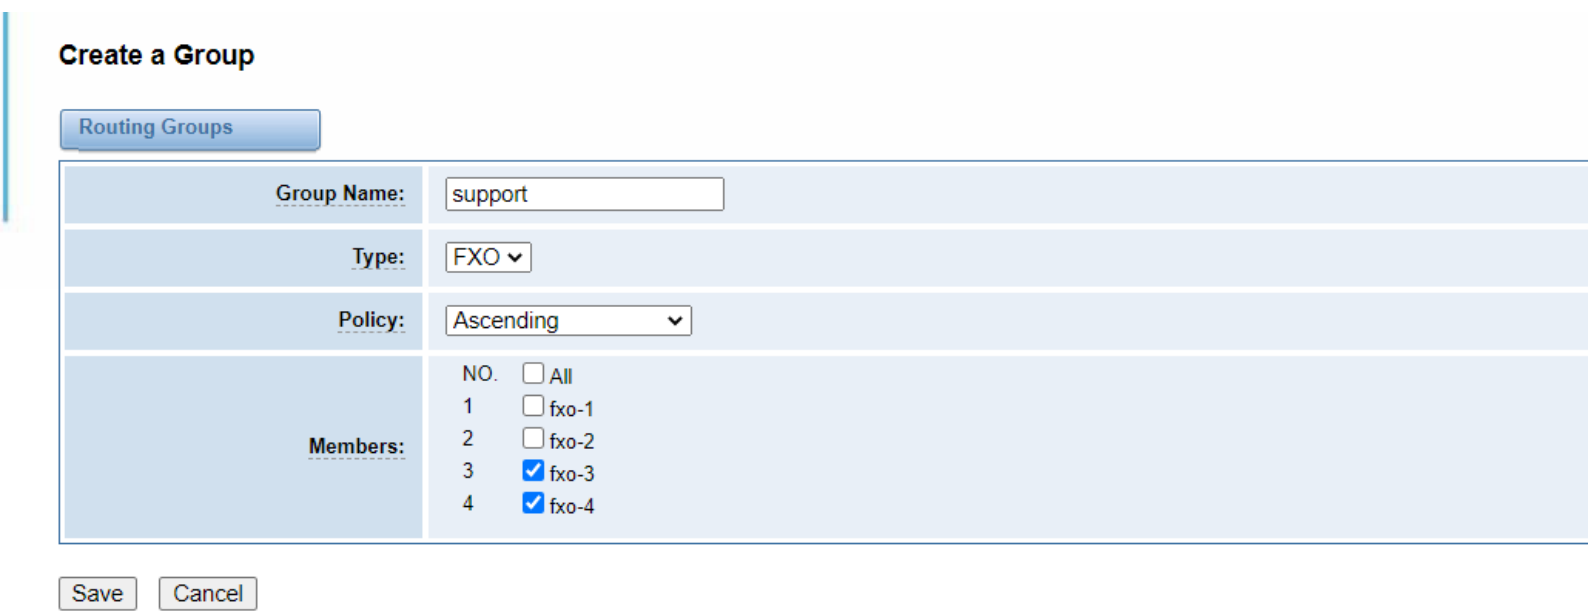 Create a Group
Routing Groups
Group Name: support
Type: FXO
Policy: Ascending
Members:
NO. All
1 fxo-1
2 fxo-2
3 fxo-3
4 fxo-4
Save Cancel